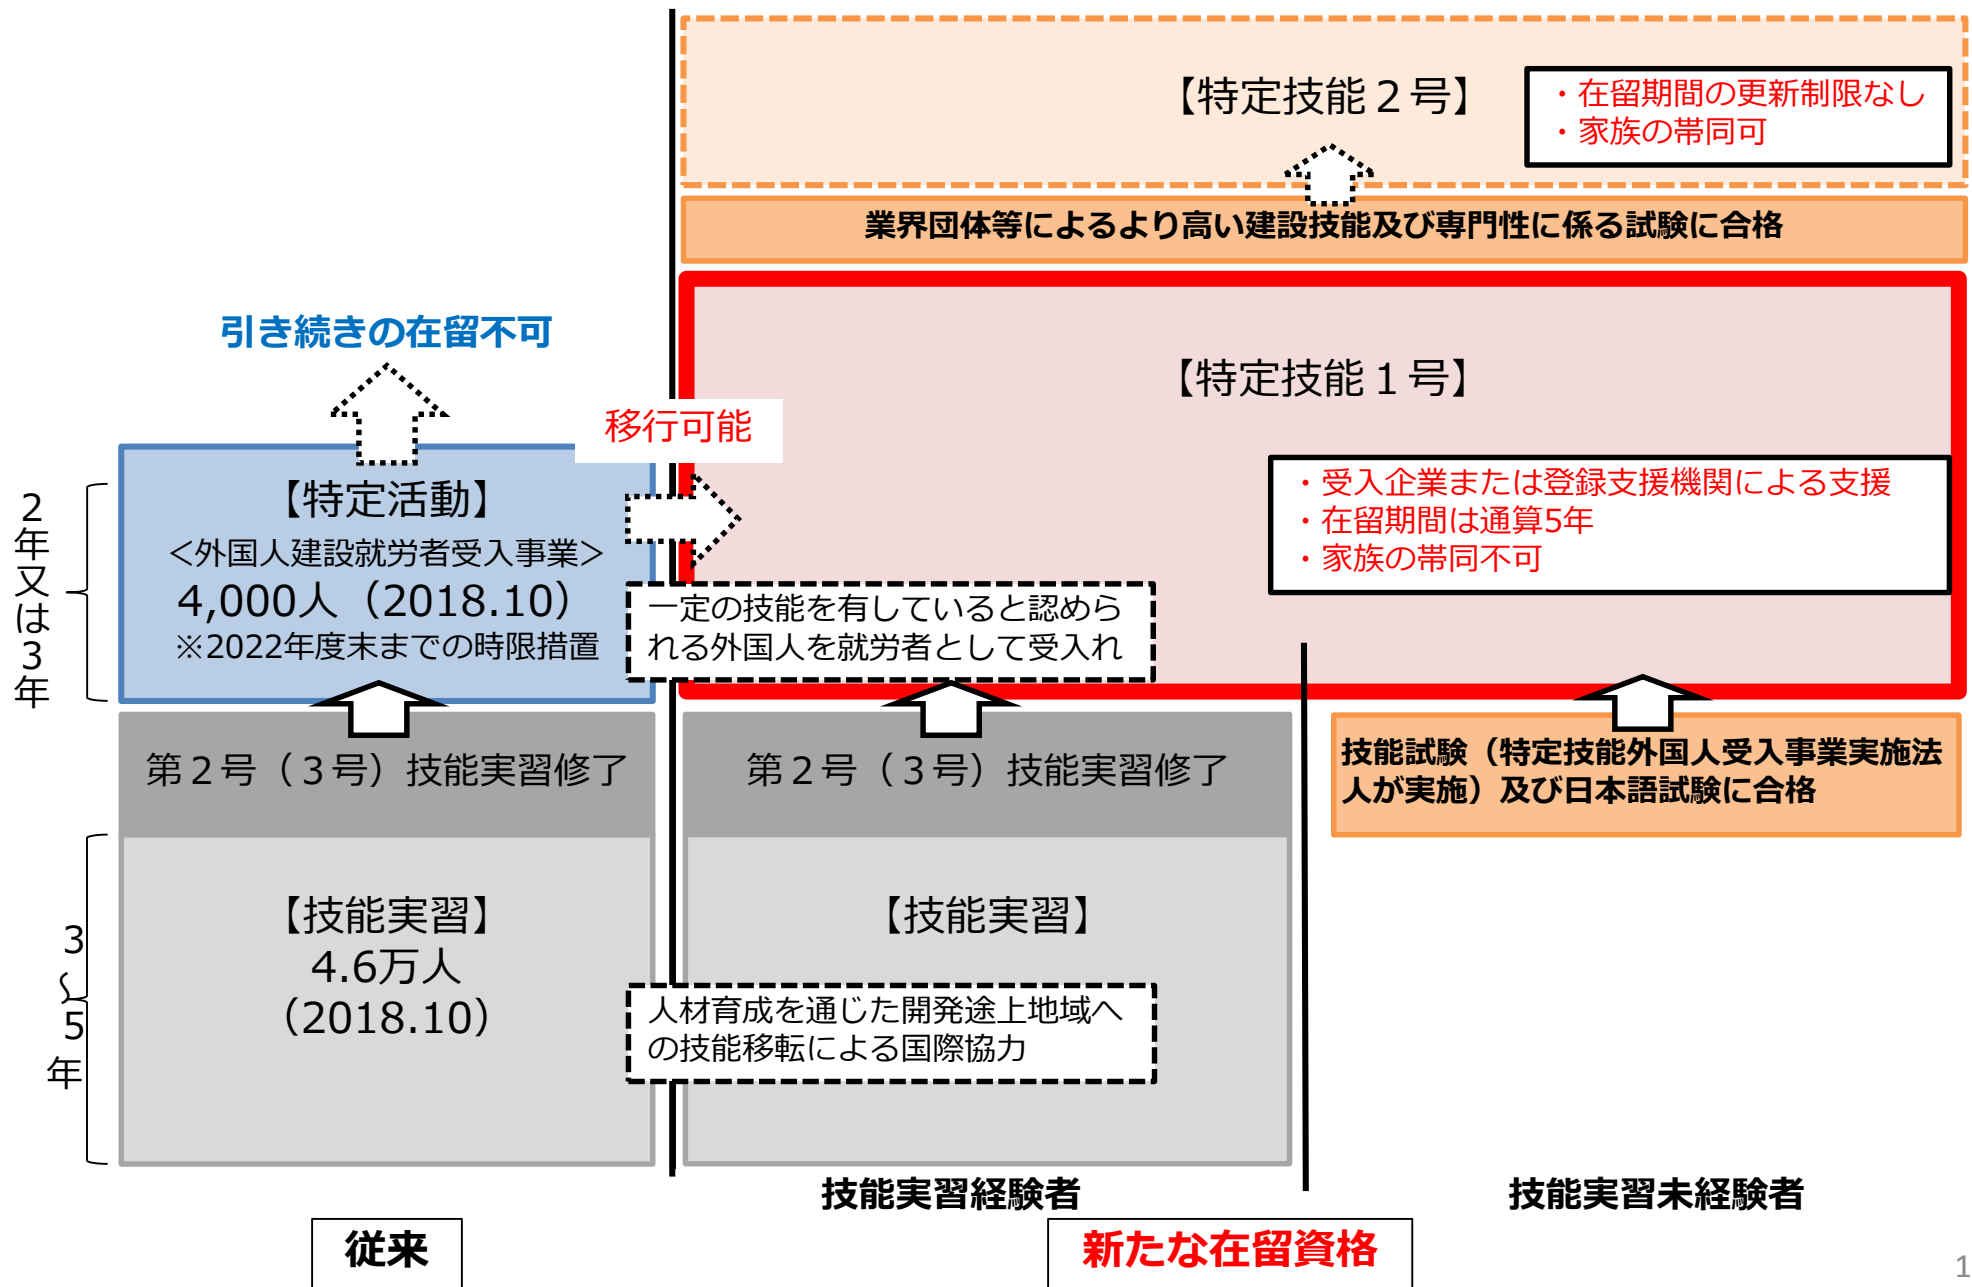 【特定技能２号】
・在留期間の更新制限なし
・家族の帯同可
業界団体等によるより高い建設技能及び専門性に係る試験に合格
引き続きの在留不可
【特定技能１号】
移行可能
・受入企業または登録支援機関による支援
・在留期間は通算5年
・家族の帯同不可
２年又は３年
【特定活動】
＜外国人建設就労者受入事業＞
4,000人（2018.10）
※2022年度末までの時限措置
一定の技能を有していると認めら
れる外国人を就労者として受入れ
第２号（３号）技能実習修了
第２号（３号）技能実習修了
技能試験（特定技能外国人受入事業実施法
人が実施）及び日本語試験に合格
３～５年
【技能実習】
4.6万人
（2018.10）
【技能実習】
人材育成を通じた開発途上地域へ
の技能移転による国際協力
技能実習経験者
技能実習未経験者
従来
新たな在留資格
1